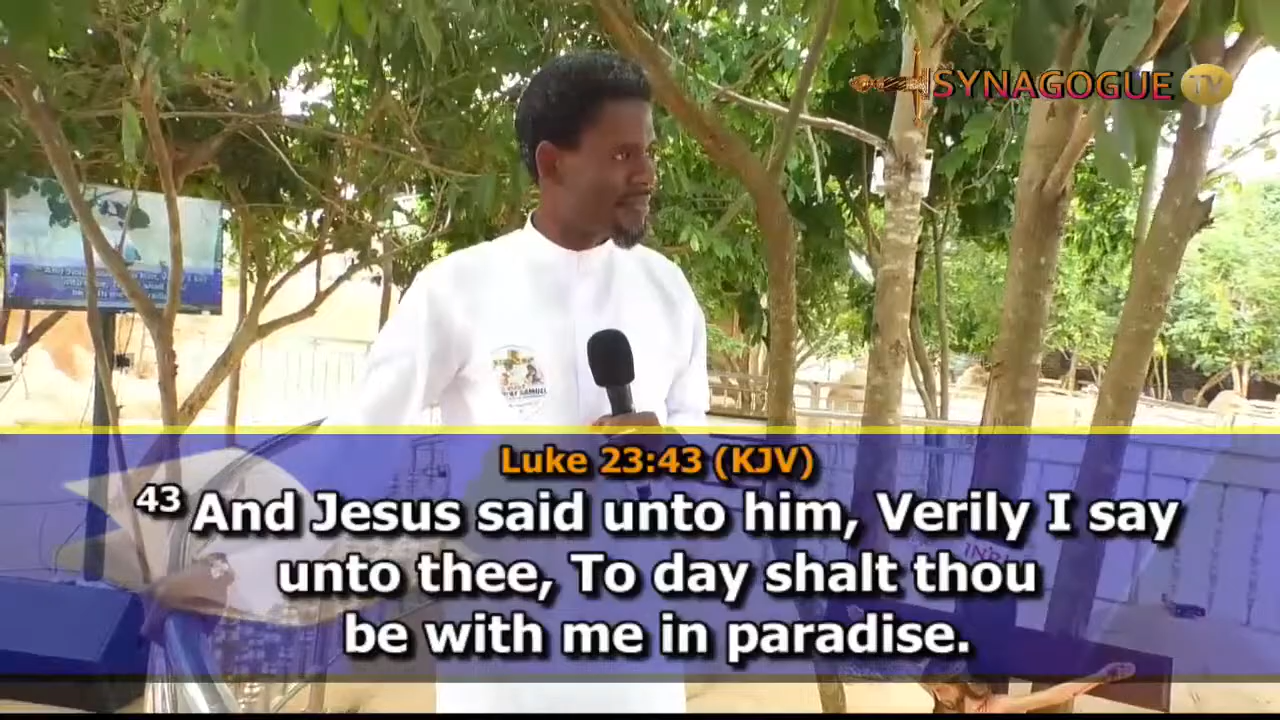 SYNAGOGUE TV
Luke 23:43 (KJV)
43 And Jesus said unto him, Verily I say
unto thee, To day shalt thou
be with me in paradise.